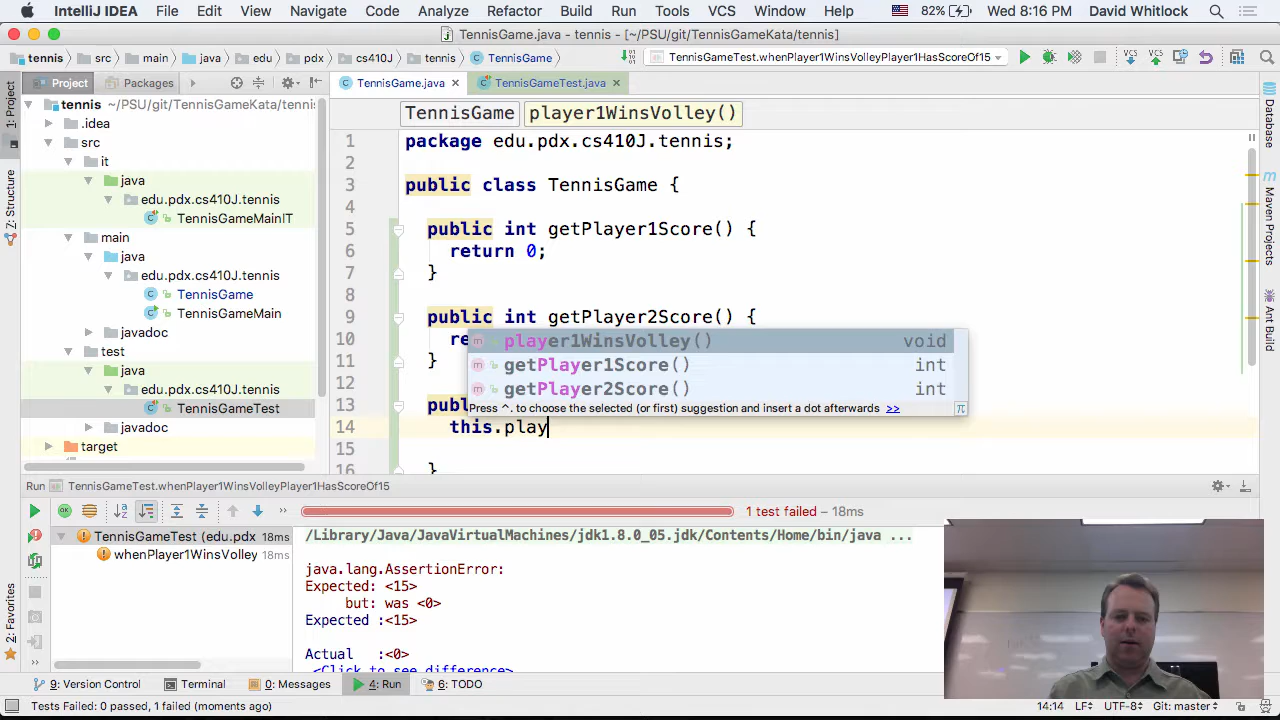 IntelliJ IDEA File Edit View Navigate Code Analyze Refactor Build Run Tools VCS Window Help 82% Wed 8:16 PM David Whitlock
TennisGame.java - tennis - [~/PSU/git/TennisGameKata/tennis]
tennis src main java edu pdx cs410J tennis TennisGame TennisGameTest.whenPlayer1WinsVolleyPlayer1HasScoreOf15 VCS VCS
Project Packages TennisGame.java TennisGameTest.java
1: Project
Z: Structure
2: Favorites
tennis ~/PSU/git/TennisGameKata/tennis
.idea
src
it
java
edu.pdx.cs410J.tennis
TennisGameMainIT
main
java
edu.pdx.cs410J.tennis
TennisGame
TennisGameMain
javadoc
test
java
edu.pdx.cs410J.tennis
TennisGameTest
javadoc
target
TennisGame player1WinsVolley()
1 package edu.pdx.cs410J.tennis;
2
3 public class TennisGame {
4
5 public int getPlayer1Score() {
6 return 0;
7 }
8
9 public int getPlayer2Score() {
10 re
11 }
12
13 publ
14 this.play
15
16 }
player1WinsVolley() void
getPlayer1Score() int
getPlayer2Score() int
Press ^. to choose the selected (or first) suggestion and insert a dot afterwards >>
Database
Maven Projects
Ant Build
Run TennisGameTest.whenPlayer1WinsVolleyPlayer1HasScoreOf15
1 test failed – 18ms
TennisGameTest (edu.pdx 18ms
whenPlayer1WinsVolley 18ms
/Library/Java/JavaVirtualMachines/jdk1.8.0_05.jdk/Contents/Home/bin/java ...
java.lang.AssertionError:
Expected: <15>
but: was <0>
Expected :<15>
Actual :<0>
<Click to see difference>
9: Version Control Terminal 0: Messages 4: Run 6: TODO
Tests Failed: 0 passed, 1 failed (moments ago) 14:14 LF UTF-8 Git: master